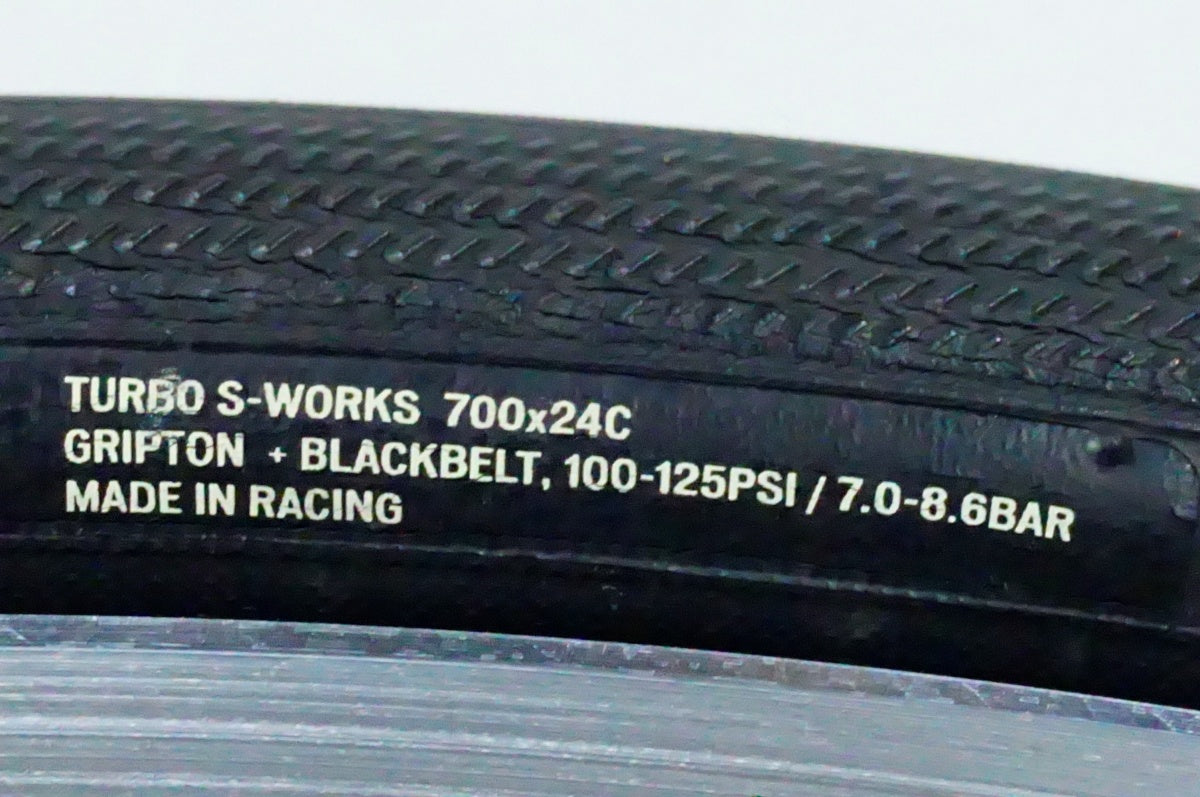 TURBO S-WORKS 700x24C
GRIPTON + BLACKBELT, 100-125PSI / 7.0-8.6BAR
MADE IN RACING